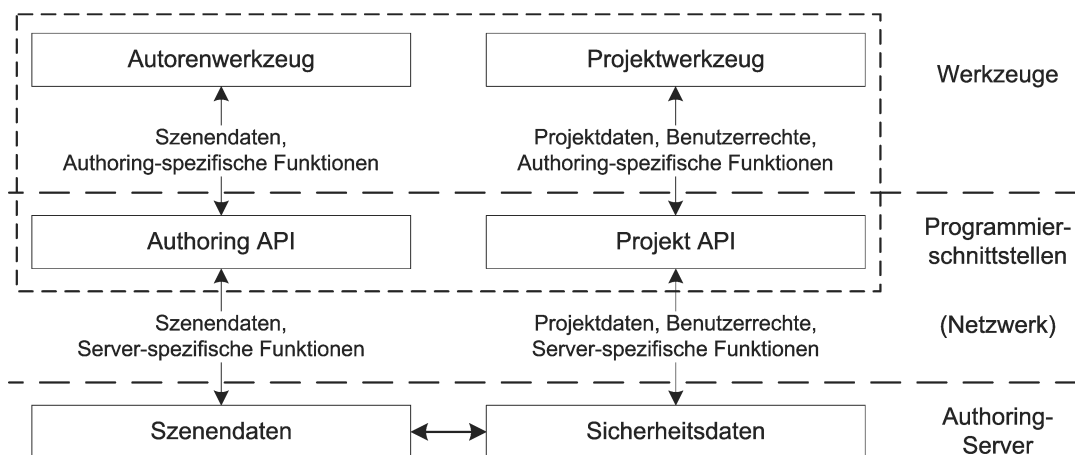 Autorenwerkzeug
Projektwerkzeug
Werkzeuge
Szenendaten,
Authoring-spezifische Funktionen
Projektdaten, Benutzerrechte,
Authoring-spezifische Funktionen
Authoring API
Projekt API
Programmier-
schnittstellen
Szenendaten,
Server-spezifische Funktionen
Projektdaten, Benutzerrechte,
Server-spezifische Funktionen
(Netzwerk)
Szenendaten
Sicherheitsdaten
Authoring-
Server